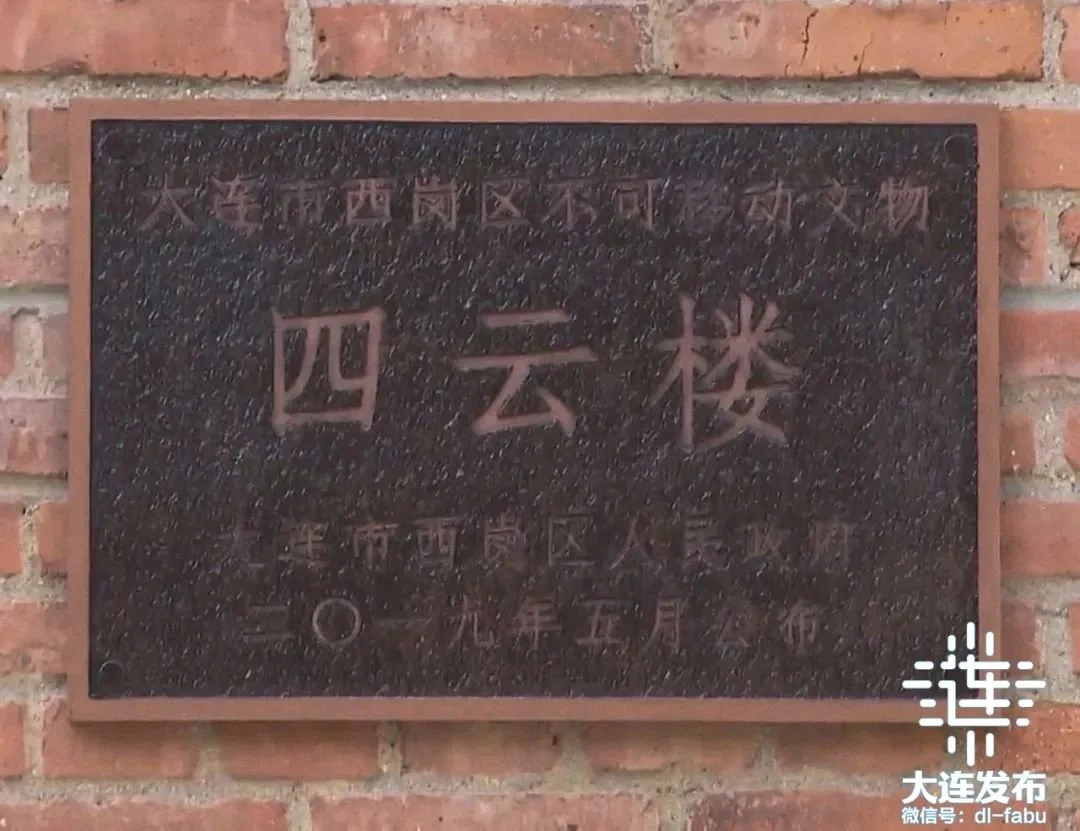 大连市西岗区不可移动文物
四云楼
大连市西岗区人民政府
二〇一九年五月公布
连
大连发布
微信号：dl-fabu